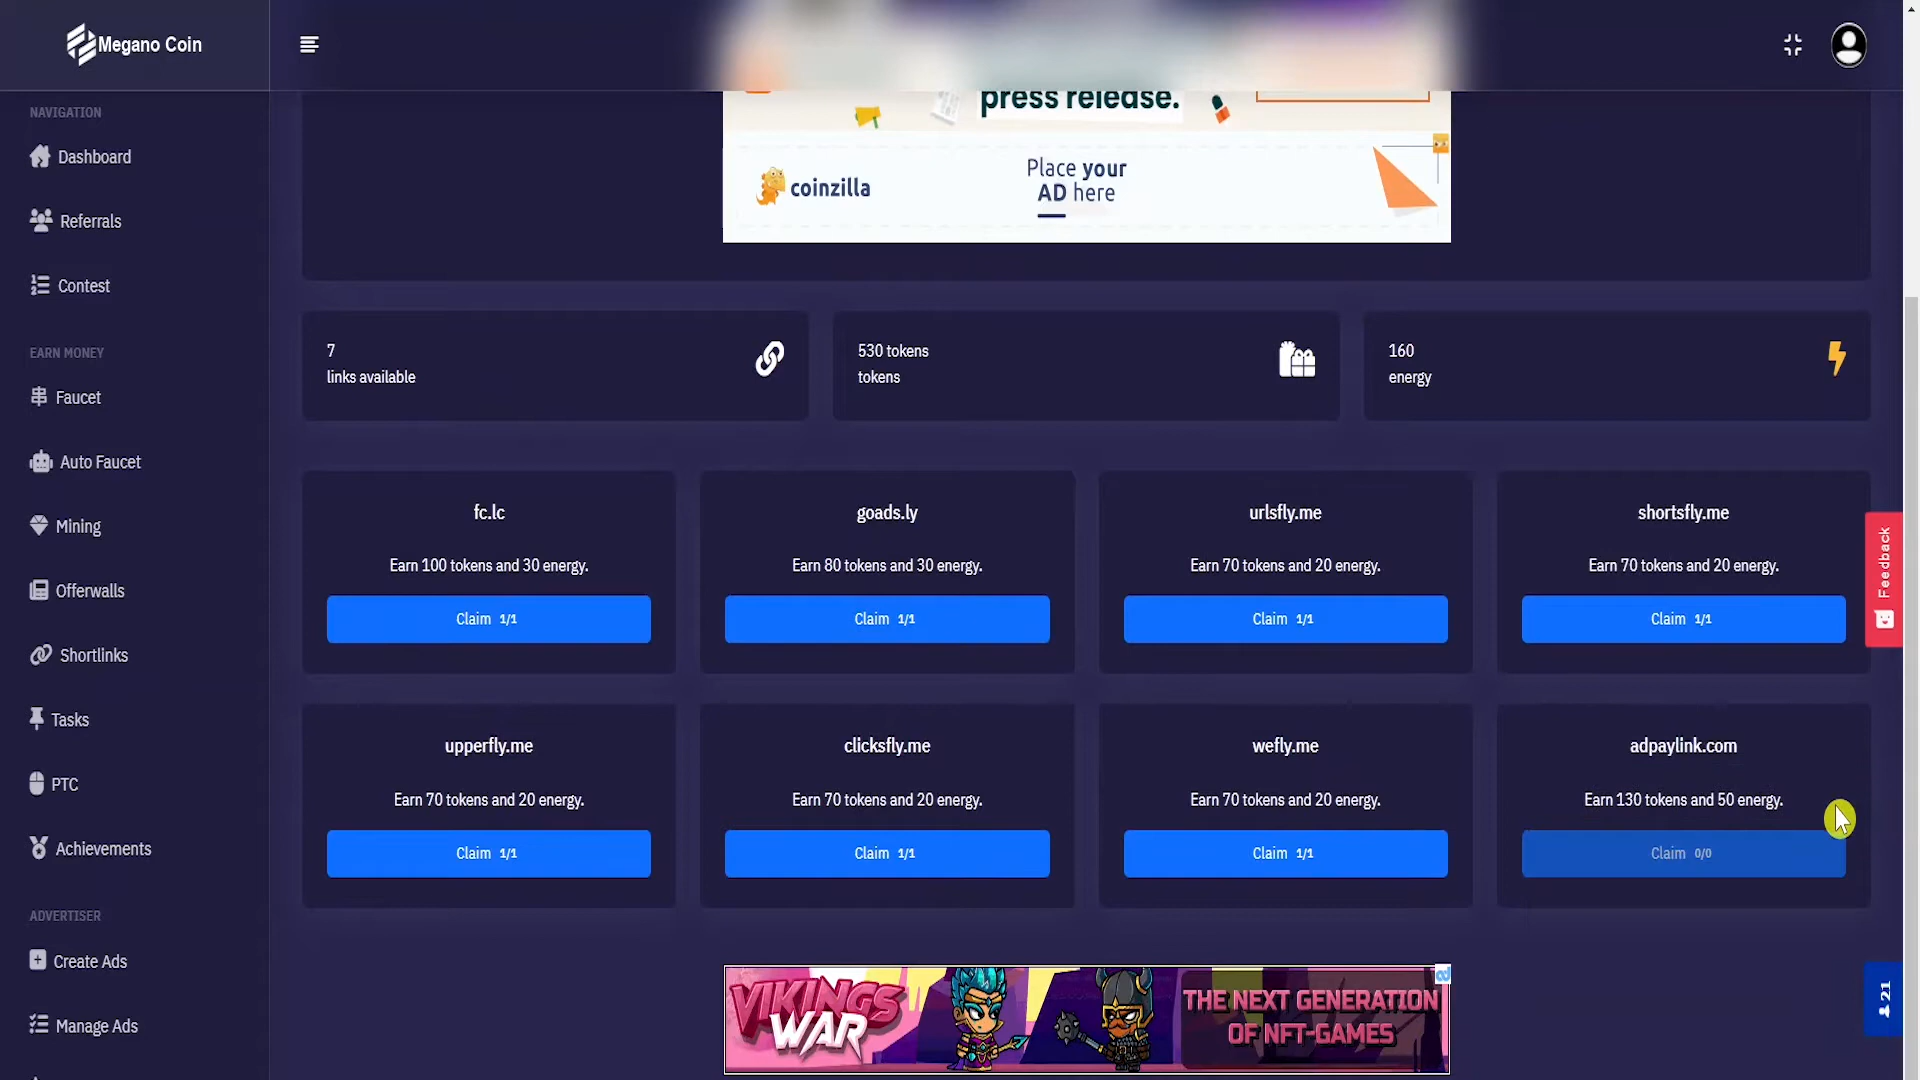 Megano Coin
press release.
NAVIGATION
Dashboard
coinzilla
Place your
AD here
Referrals
Contest
7
links available
530 tokens
tokens
160
energy
EARN MONEY
Faucet
Auto Faucet
Mining
Offerwalls
Shortlinks
Tasks
PTC
Achievements
ADVERTISER
Create Ads
Manage Ads
fc.lc
Earn 100 tokens and 30 energy.
Claim 1/1
goads.ly
Earn 80 tokens and 30 energy.
Claim 1/1
urlsfly.me
Earn 70 tokens and 20 energy.
Claim 1/1
shortsfly.me
Earn 70 tokens and 20 energy.
Claim 1/1
upperfly.me
Earn 70 tokens and 20 energy.
Claim 1/1
clicksfly.me
Earn 70 tokens and 20 energy.
Claim 1/1
wefly.me
Earn 70 tokens and 20 energy.
Claim 1/1
adpaylink.com
Earn 130 tokens and 50 energy.
Claim 0/0
Feedback
21
VIKINGS
WAR
THE NEXT GENERATION
OF NFT-GAMES
ad